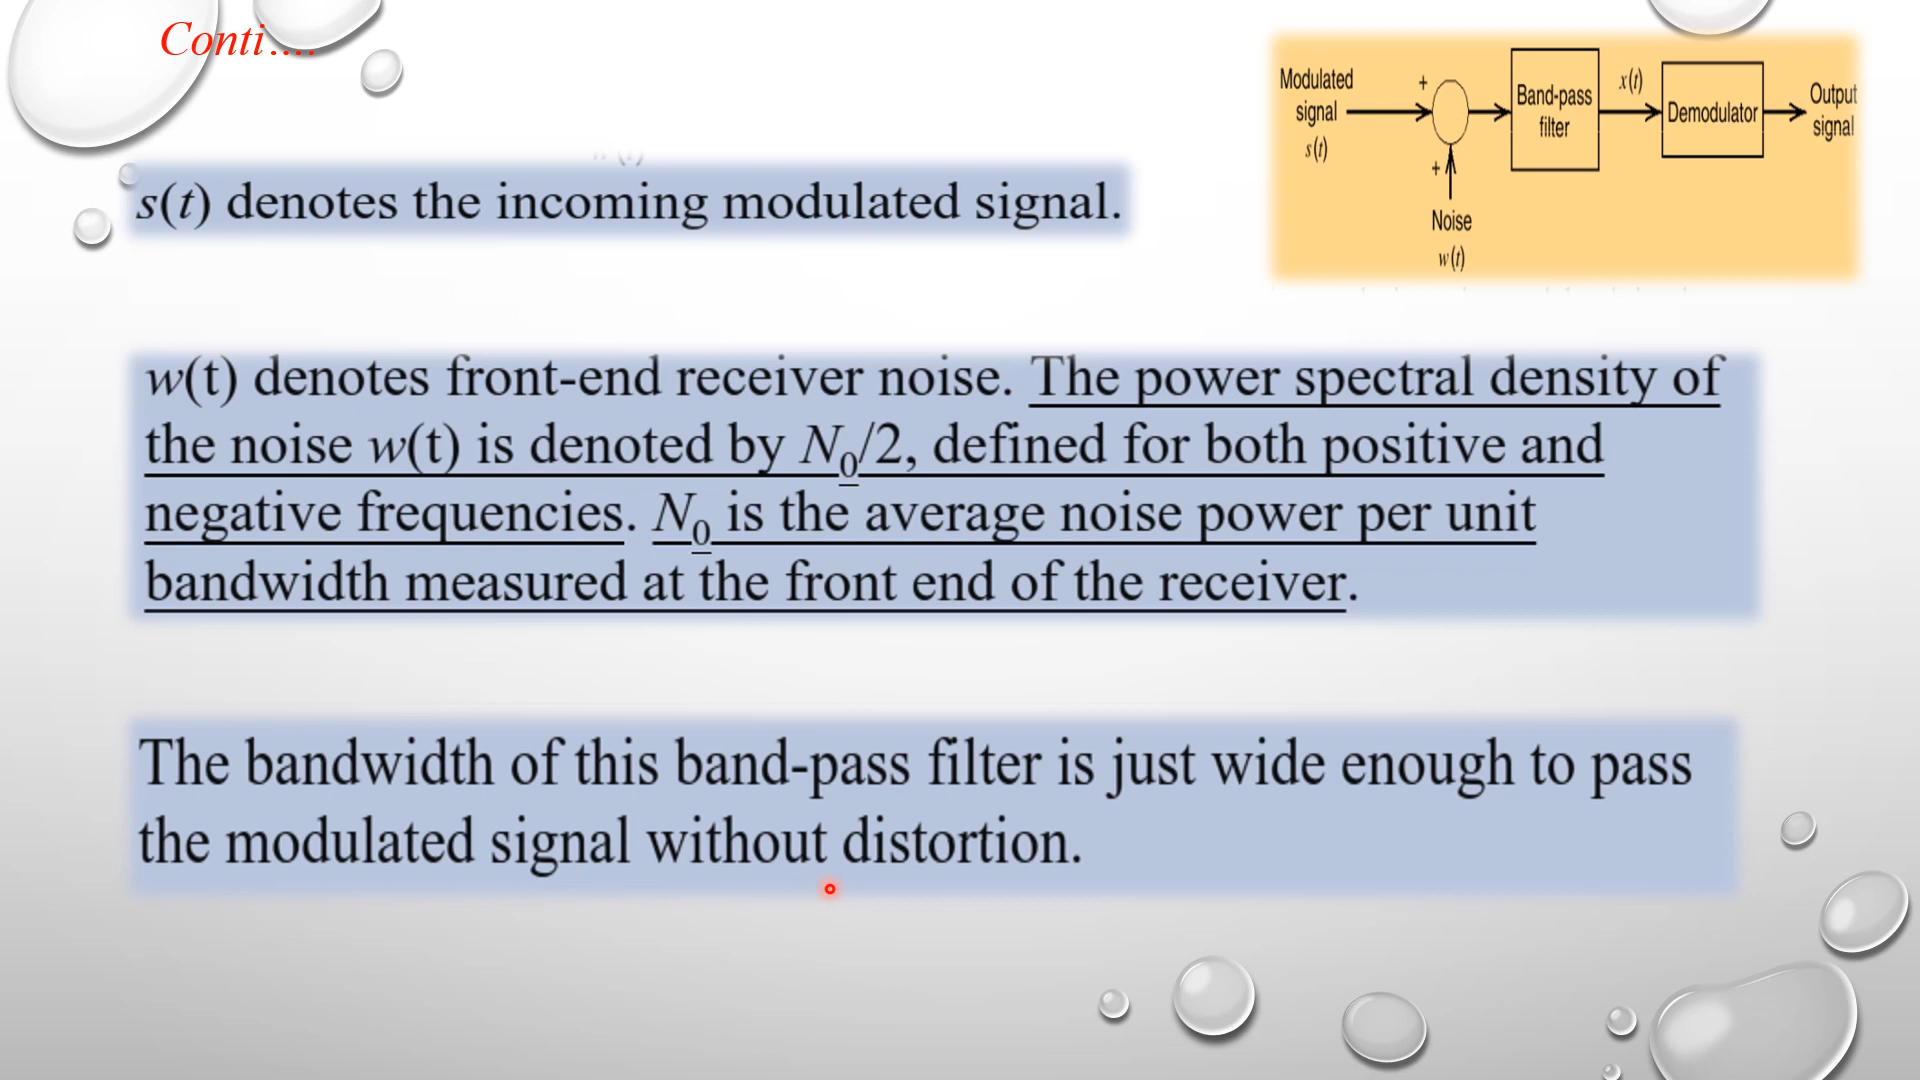 Conti....
s(t) denotes the incoming modulated signal.
w(t) denotes front-end receiver noise. The power spectral density of
the noise w(t) is denoted by N₀/2, defined for both positive and
negative frequencies. N₀ is the average noise power per unit
bandwidth measured at the front end of the receiver.
The bandwidth of this band-pass filter is just wide enough to pass
the modulated signal without distortion.
Modulated
signal
s(t)
+
+
Noise
w(t)
Band-pass
filter
x(t)
Demodulator
Output
signal